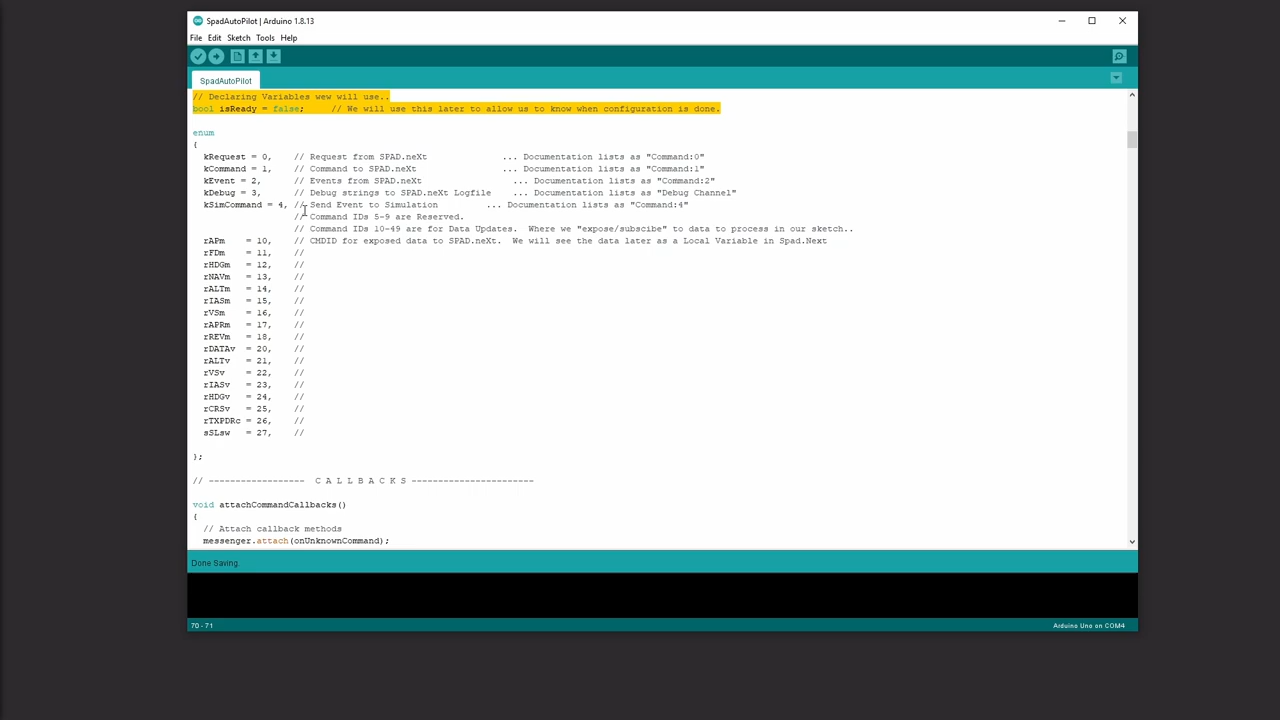 SpadAutoPilot | Arduino 1.8.13
File Edit Sketch Tools Help
SpadAutoPilot
// Declaring Variables wew will use..
bool isReady = false;     // We will use this later to allow us to know when configuration is done.
enum
{
kRequest = 0,    // Request from SPAD.neXt              ... Documentation lists as "Command:0"
kCommand = 1,    // Command to SPAD.neXt                ... Documentation lists as "Command:1"
kEvent = 2,      // Events from SPAD.neXt                 ... Documentation lists as "Command:2"
kDebug = 3,      // Debug strings to SPAD.neXt Logfile   ... Documentation lists as "Debug Channel"
kSimCommand = 4, // Send Event to Simulation         ... Documentation lists as "Command:4"
// Command IDs 5-9 are Reserved.
// Command IDs 10-49 are for Data Updates.  Where we "expose/subscibe" to data to process in our sketch..
rAPm   = 10,     // CMDID for exposed data to SPAD.neXt.  We will see the data later as a Local Variable in Spad.Next
rFDm   = 11,     //
rHDGm  = 12,     //
rNAVm  = 13,     //
rALTm  = 14,     //
rIASm  = 15,     //
rVSm   = 16,     //
rAPRm  = 17,     //
rREVm  = 18,     //
rDATAv  = 20,    //
rALTv  = 21,     //
rVSv   = 22,     //
rIASv  = 23,     //
rHDGv  = 24,     //
rCRSv  = 25,     //
rTXPDRc = 26,    //
sSLsw   = 27,    //
};
// ------------------  C A L L B A C K S -----------------------
void attachCommandCallbacks()
{
// Attach callback methods
messenger.attach(onUnknownCommand);
Done Saving.
70 - 71
Arduino Uno on COM4